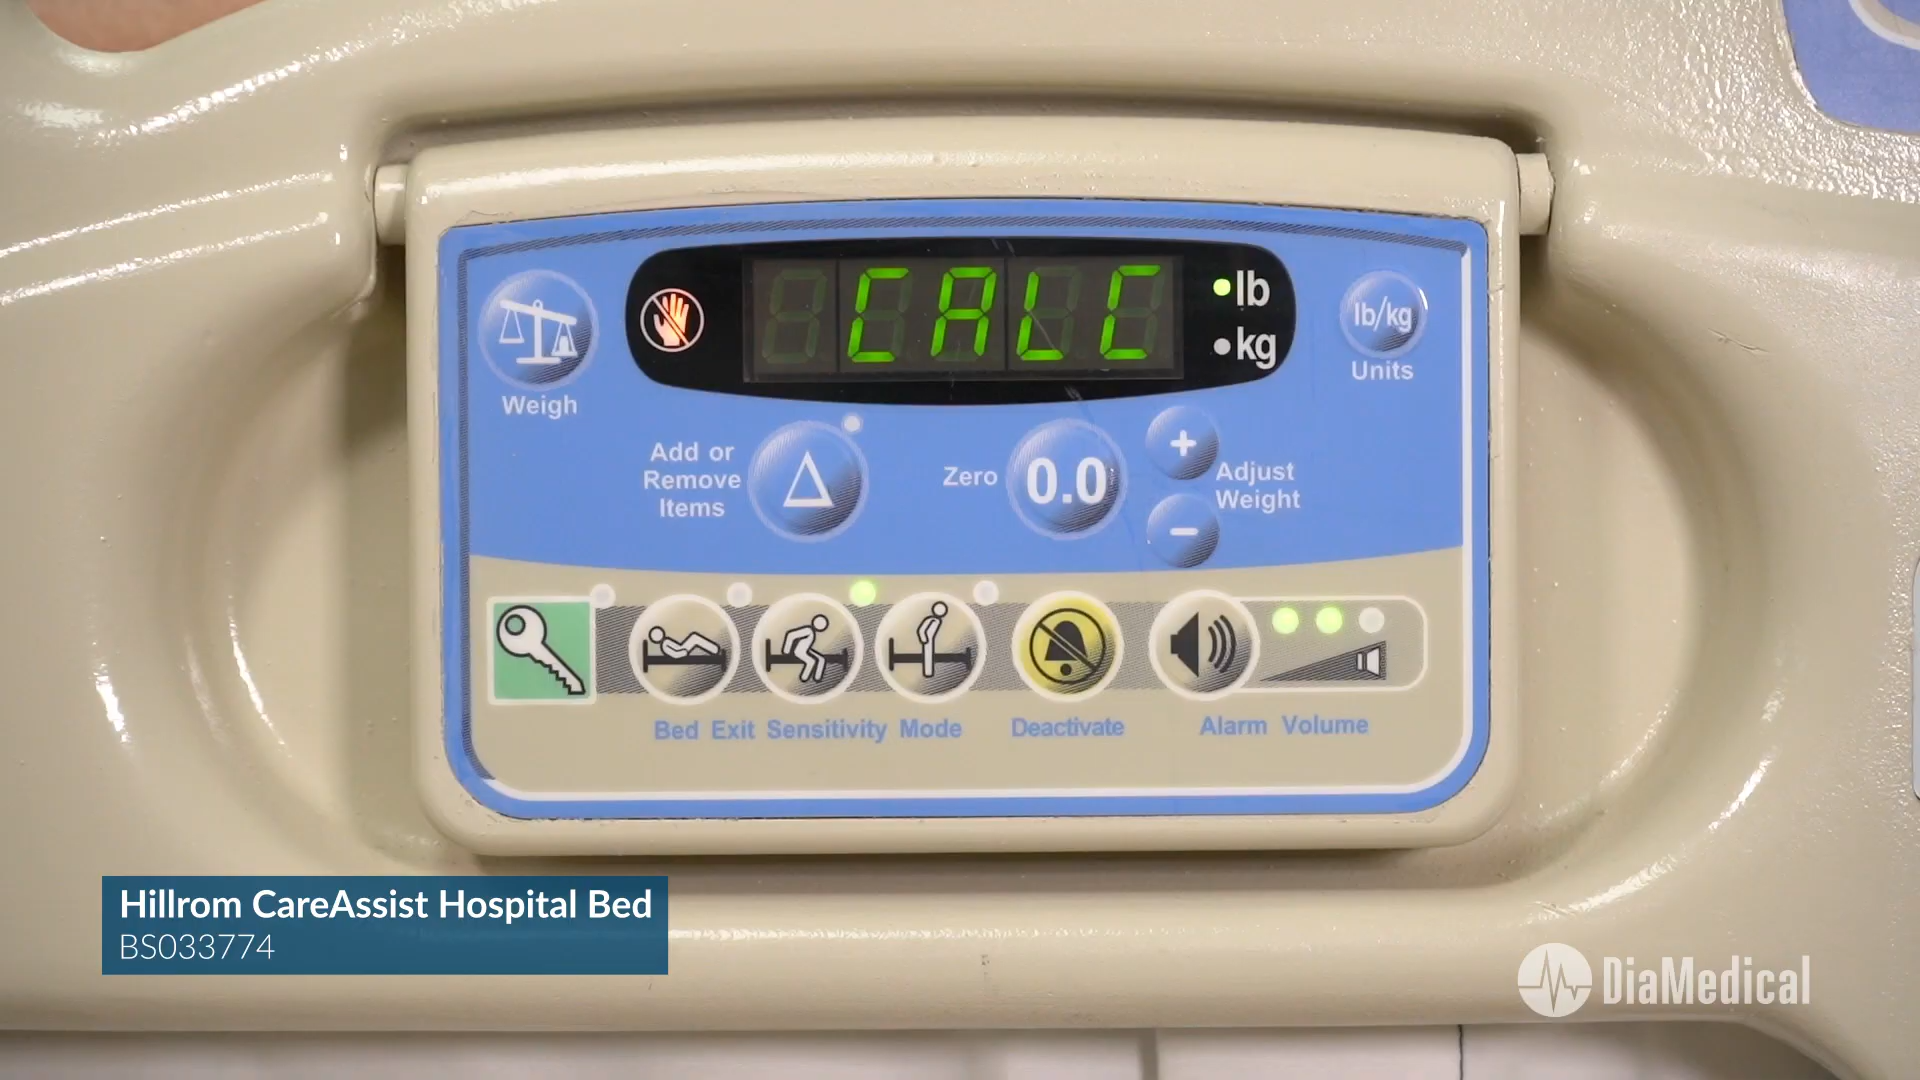 CALC
lb
kg
lb/kg
Units
Weigh
Add or
Remove
Items
Δ
Zero
0.0
+
-
Adjust
Weight
Bed Exit Sensitivity Mode
Deactivate
Alarm Volume
Hillrom CareAssist Hospital Bed
BS033774
DiaMedical